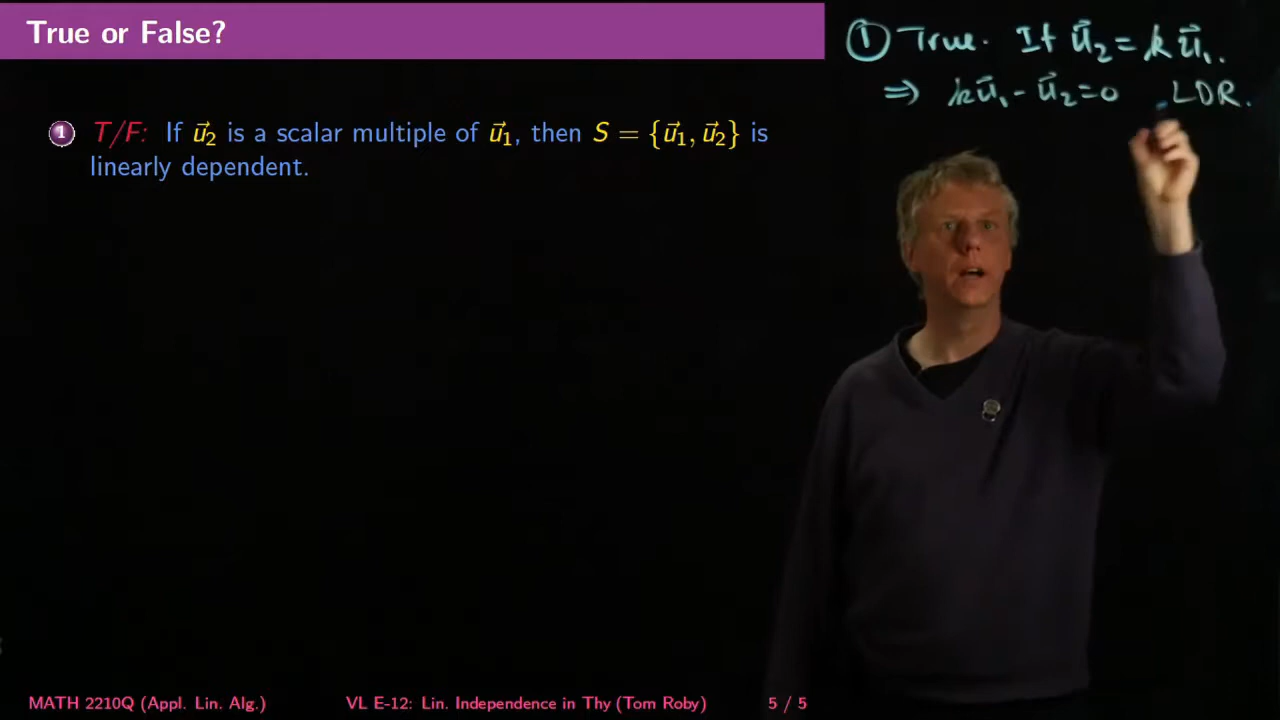 True or False?
① True. If u⃗₂ = k u⃗₁.
⇒ k u⃗₁ - u⃗₂ = 0 LDR.
1 T/F: If u⃗₂ is a scalar multiple of u⃗₁, then S = {u⃗₁, u⃗₂} is
linearly dependent.
MATH 2210Q (Appl. Lin. Alg.) VL E-12: Lin. Independence in Thy (Tom Roby) 5 / 5